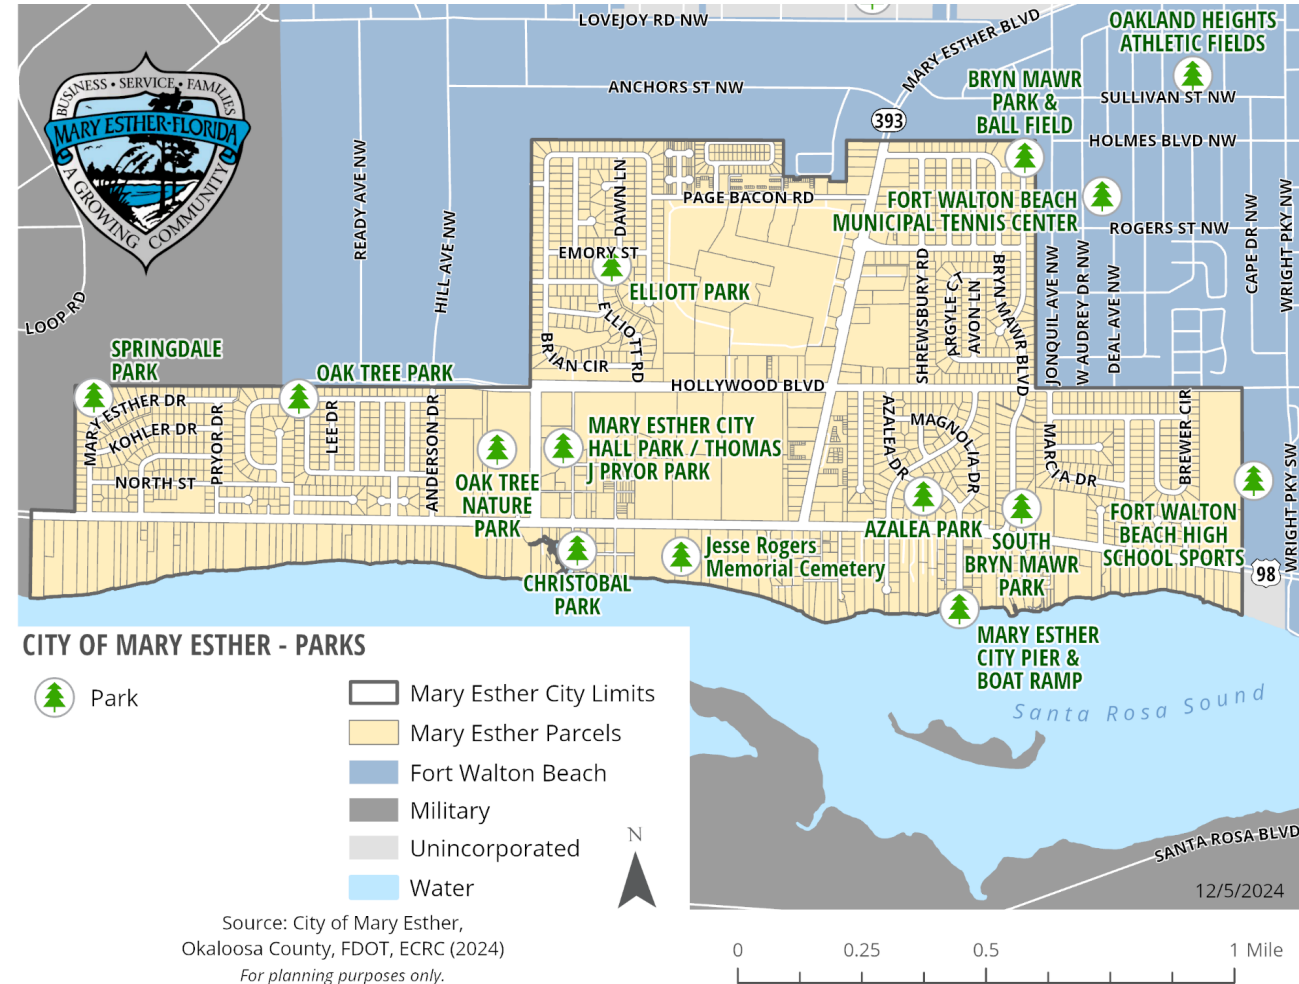 LOVEJOY RD NW
MARY ESTHER BLVD
OAKLAND HEIGHTS
ATHLETIC FIELDS
BUSINESS • SERVICE • FAMILIES
MARY ESTHER-FLORIDA
A GROWING COMMUNITY
ANCHORS ST NW
BRYN MAWR
PARK &
BALL FIELD
SULLIVAN ST NW
393
HOLMES BLVD NW
READY AVE NW
HILL AVE NW
DAWN LN
PAGE BACON RD
FORT WALTON BEACH
MUNICIPAL TENNIS CENTER
ROGERS ST NW
CAPE DR NW
WRIGHT PKY NW
EMORY ST
ELLIOTT PARK
ELLIOTT RD
BRIAN CIR
SHREWSBURY RD
ARGYLE CT
AVON LN
BRYN MAWR BLVD
JONQUIL AVE NW
W AUDREY DR NW
DEAL AVE NW
LOOP RD
SPRINGDALE
PARK
OAK TREE PARK
HOLLYWOOD BLVD
MARY ESTHER DR
KOHLER DR
PRYOR DR
NORTH ST
LEE DR
ANDERSON DR
OAK TREE
NATURE
PARK
MARY ESTHER CITY
HALL PARK / THOMAS
J PRYOR PARK
AZALEA DR
MAGNOLIA DR
MARCIA DR
BREWER CIR
WRIGHT PKY SW
AZALEA PARK
SOUTH
BRYN MAWR
PARK
FORT WALTON
BEACH HIGH
SCHOOL SPORTS
98
CHRISTOBAL
PARK
Jesse Rogers
Memorial Cemetery
MARY ESTHER
CITY PIER &
BOAT RAMP
Santa Rosa Sound
SANTA ROSA BLVD
12/5/2024
CITY OF MARY ESTHER - PARKS
Park
Mary Esther City Limits
Mary Esther Parcels
Fort Walton Beach
Military
Unincorporated
Water
N
Source: City of Mary Esther,
Okaloosa County, FDOT, ECRC (2024)
For planning purposes only.
0 0.25 0.5 1 Mile